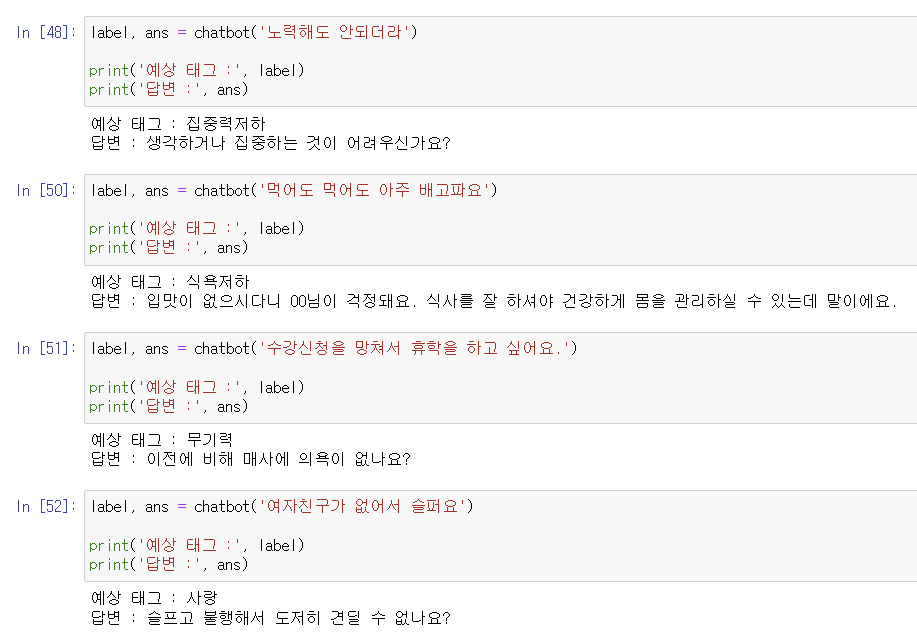 In [48]: label, ans = chatbot('노력해도 안되더라')
print('예상 태그 :', label)
print('답변 :', ans)
예상 태그 : 집중력저하
답변 : 생각하거나 집중하는 것이 어려우신가요?
In [50]: label, ans = chatbot('먹어도 먹어도 아주 배고파요')
print('예상 태그 :', label)
print('답변 :', ans)
예상 태그 : 식욕저하
답변 : 입맛이 없으시다니 00님이 걱정돼요. 식사를 잘 하셔야 건강하게 몸을 관리하실 수 있는데 말이에요.
In [51]: label, ans = chatbot('수강신청을 망쳐서 휴학을 하고 싶어요.')
print('예상 태그 :', label)
print('답변 :', ans)
예상 태그 : 무기력
답변 : 이전에 비해 매사에 의욕이 없나요?
In [52]: label, ans = chatbot('여자친구가 없어서 슬퍼요')
print('예상 태그 :', label)
print('답변 :', ans)
예상 태그 : 사랑
답변 : 슬프고 불행해서 도저히 견딜 수 없나요?